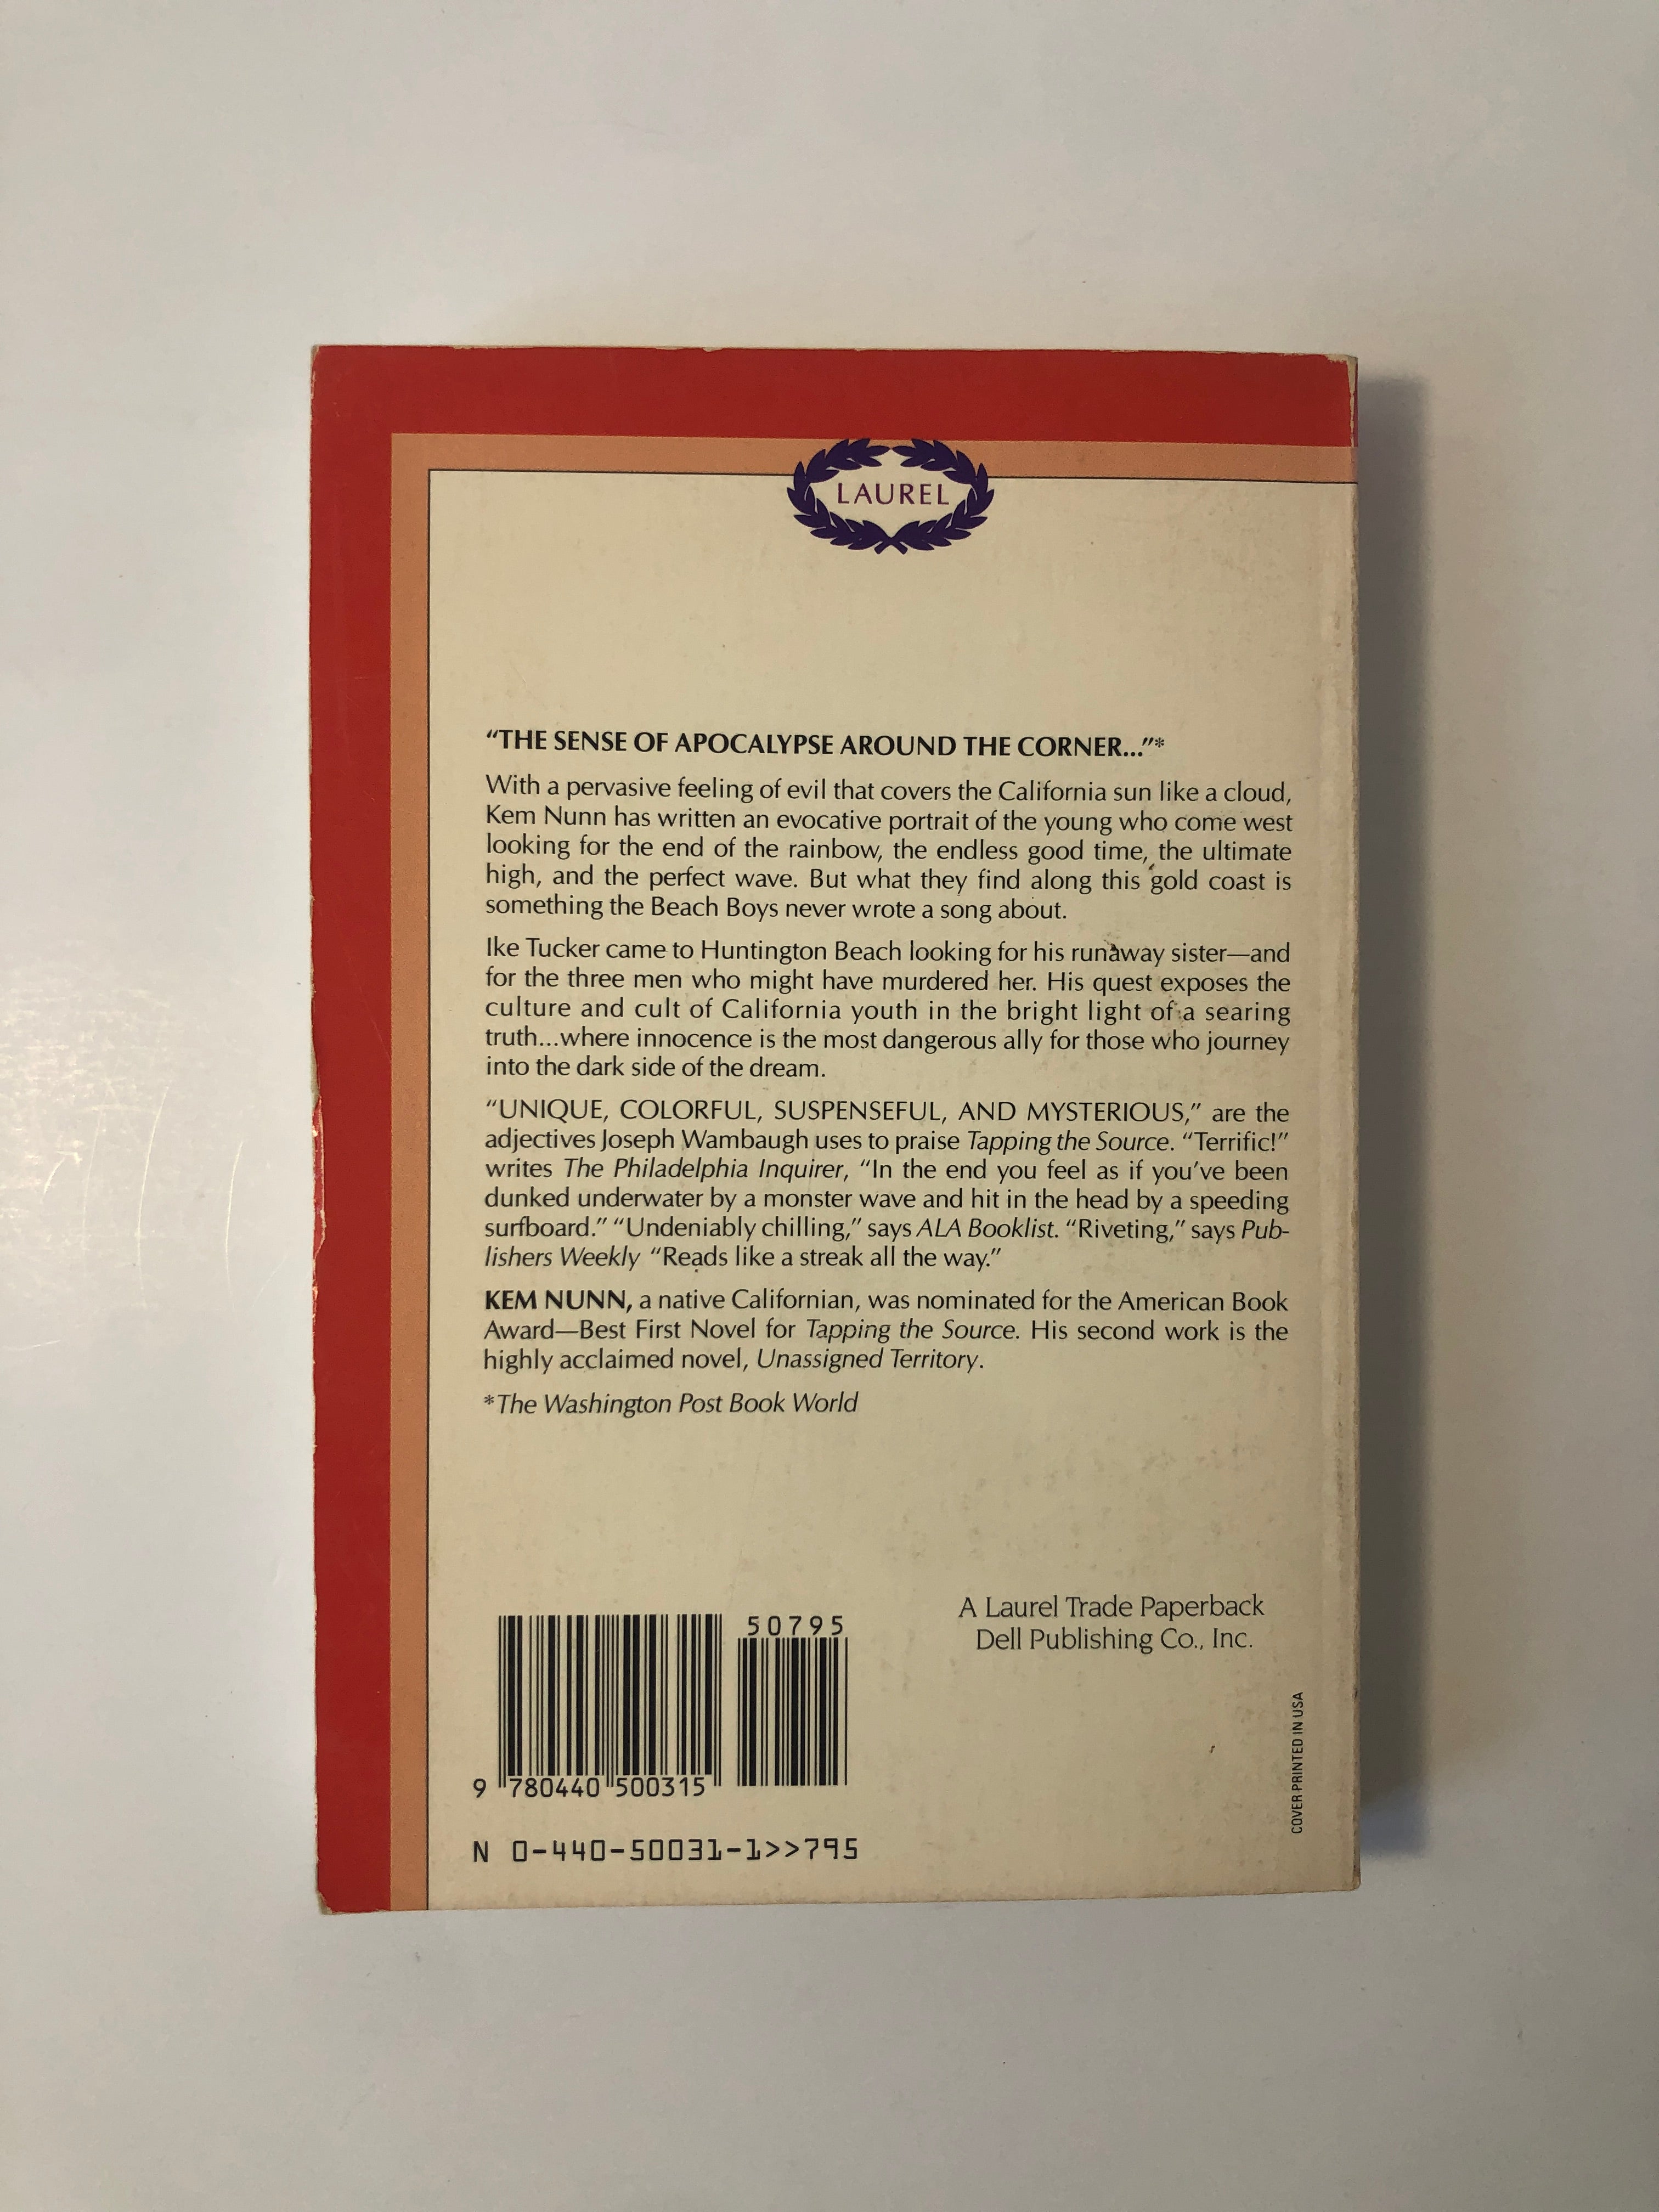 LAUREL
“THE SENSE OF APOCALYPSE AROUND THE CORNER...”*
With a pervasive feeling of evil that covers the California sun like a cloud,
Kem Nunn has written an evocative portrait of the young who come west
looking for the end of the rainbow, the endless good time, the ultimate
high, and the perfect wave. But what they find along this gold coast is
something the Beach Boys never wrote a song about.
Ike Tucker came to Huntington Beach looking for his runaway sister—and
for the three men who might have murdered her. His quest exposes the
culture and cult of California youth in the bright light of a searing
truth...where innocence is the most dangerous ally for those who journey
into the dark side of the dream.
“UNIQUE, COLORFUL, SUSPENSEFUL, AND MYSTERIOUS,” are the
adjectives Joseph Wambaugh uses to praise Tapping the Source. “Terrific!”
writes The Philadelphia Inquirer, “In the end you feel as if you’ve been
dunked underwater by a monster wave and hit in the head by a speeding
surfboard.” “Undeniably chilling,” says ALA Booklist. “Riveting,” says Pub-
lishers Weekly “Reads like a streak all the way.”
KEM NUNN, a native Californian, was nominated for the American Book
Award—Best First Novel for Tapping the Source. His second work is the
highly acclaimed novel, Unassigned Territory.
*The Washington Post Book World
A Laurel Trade Paperback
Dell Publishing Co., Inc.
50795
9 780440 500315
N 0-440-50031-1>>795
COVER PRINTED IN USA